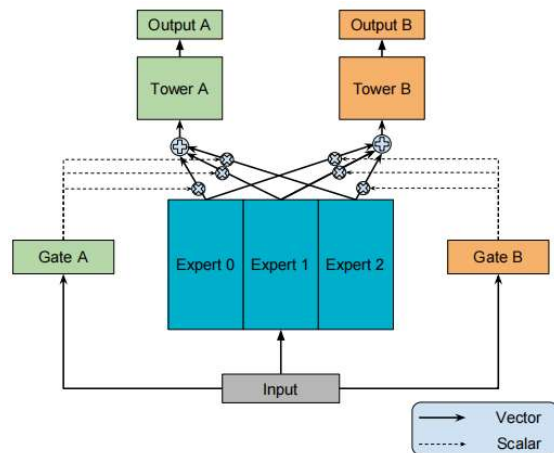 Output A
Output B
Tower A
Tower B
Gate A
Expert 0
Expert 1
Expert 2
Gate B
Input
Vector
Scalar